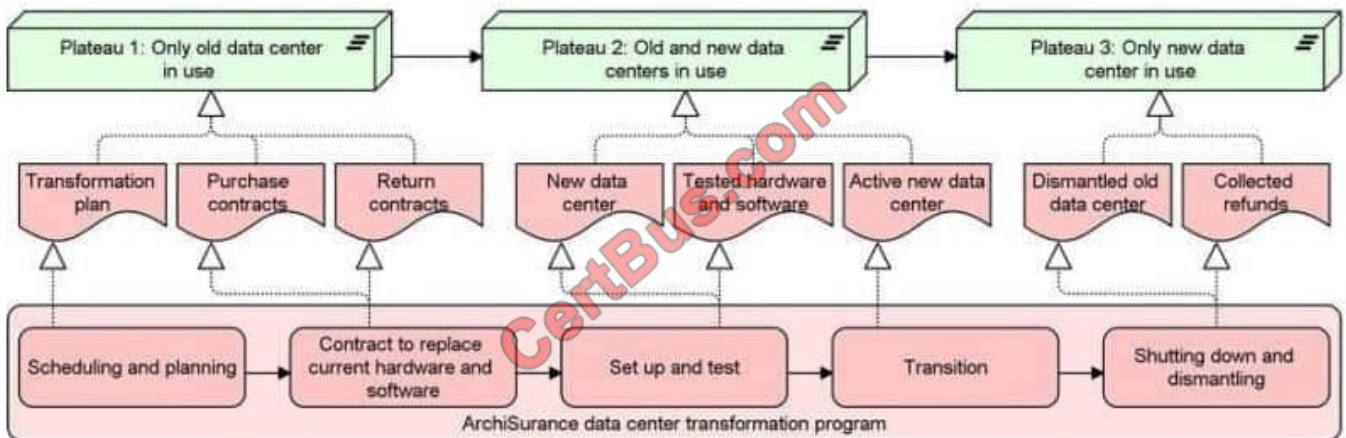 Plateau 1: Only old data center
in use
Plateau 2: Old and new data
centers in use
Plateau 3: Only new data
center in use
Transformation
plan
Purchase
contracts
Return
contracts
New data
center
Tested hardware
and software
Active new data
center
Dismantled old
data center
Collected
refunds
CertBus.com
Scheduling and planning
Contract to replace
current hardware and
software
Set up and test
Transition
Shutting down and
dismantling
ArchiSurance data center transformation program